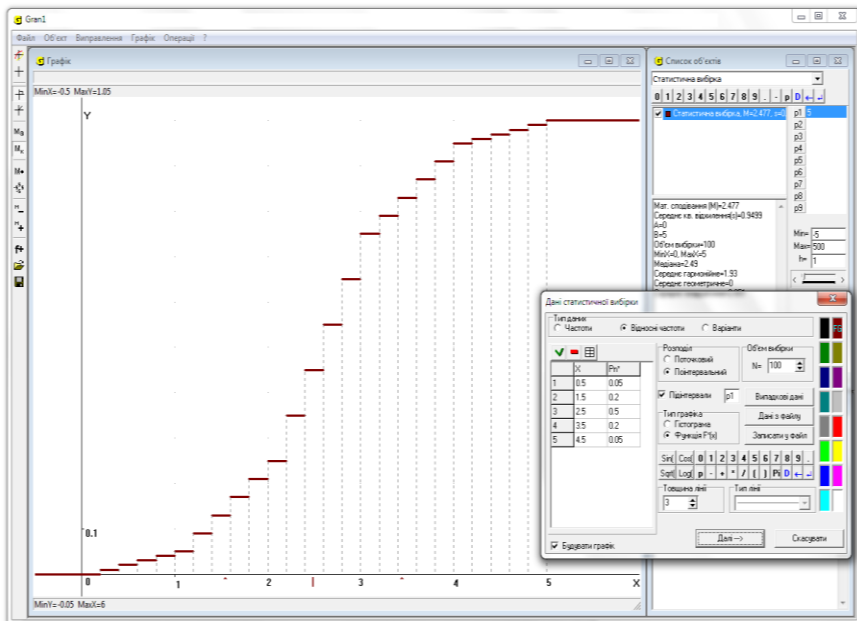 Gran1
Файл Об'єкт Виправлення Графік Операції ?
Графік
MinX=-0.5 MaxY=1.05
Y
0.1
0 1 2 3 4 5 X
MinY=-0.05 MaxX=6
Список об'єктів
Статистична вибірка
0 1 2 3 4 5 6 7 8 9 . - p D
Статистична вибірка, M=2.477, s=0
p1 5
p2
p3
p4
p5
p6
p7
p8
p9
Мат. сподівання (M)=2.477
Середнє кв. відхилення(s)=0.9499
A=0
B=5
Об'єм вибірки=100
MinX=0, MaxX=5
Медіана=2.49
Середнє гармонійне=1.93
Середнє геометричне=0
Min= -5
Max= 500
h= 1
Дані статистичної вибірки
Тип даних
Частоти Відносні частоти Варіанти
X Pn*
1 0.5 0.05
2 1.5 0.2
3 2.5 0.5
4 3.5 0.2
5 4.5 0.05
Будувати графік
Розподіл
Поточковий
Поінтервальний
Об'єм вибірки
N= 100
Підінтервали p1
Випадкові дані
Тип графіка
Гістограма
Функція F*(x)
Дані з файлу
Записати у файл
Sin( Cos( 0 1 2 3 4 5 6 7 8 9 .
Sqrt( Log( p - + * / ( ) Pi D
Товщина лінії
3
Тип лінії
Далі -->
Скасувати